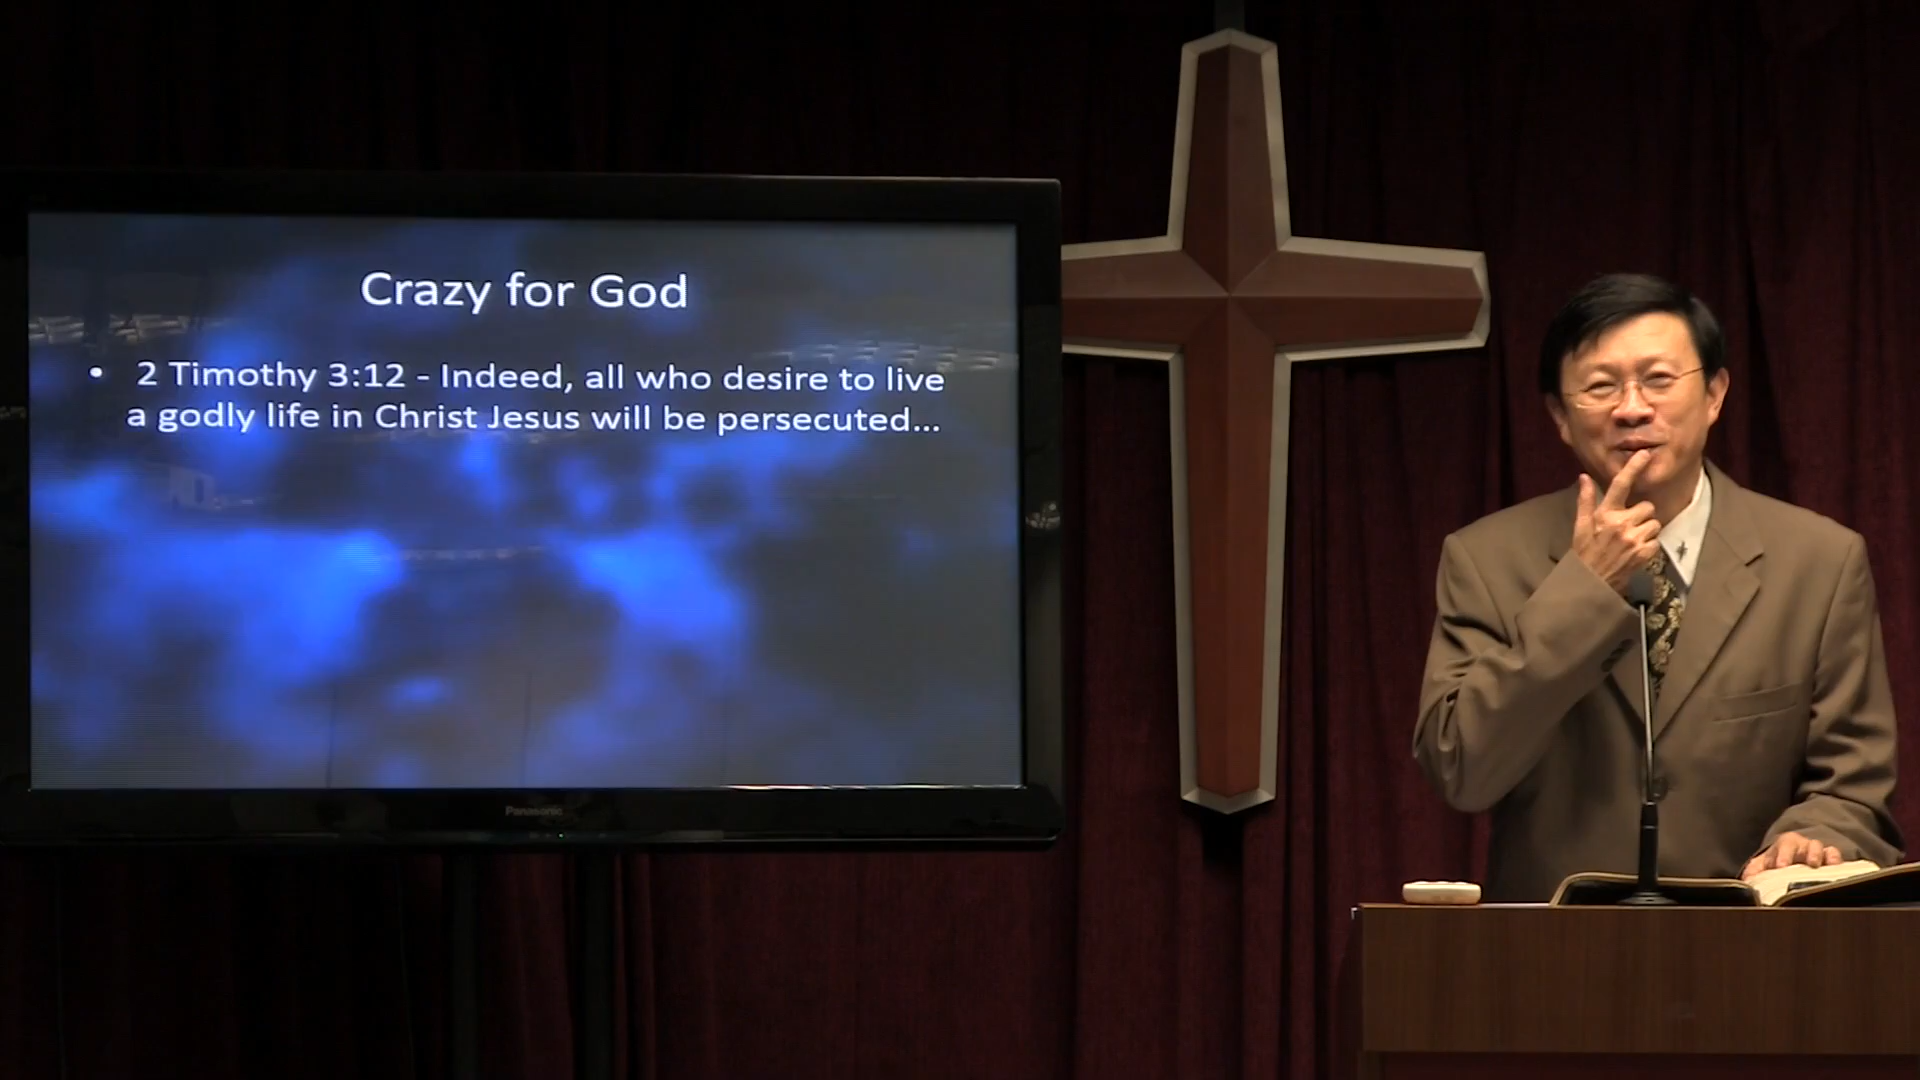 Crazy for God
• 2 Timothy 3:12 - Indeed, all who desire to live
a godly life in Christ Jesus will be persecuted...
Panasonic